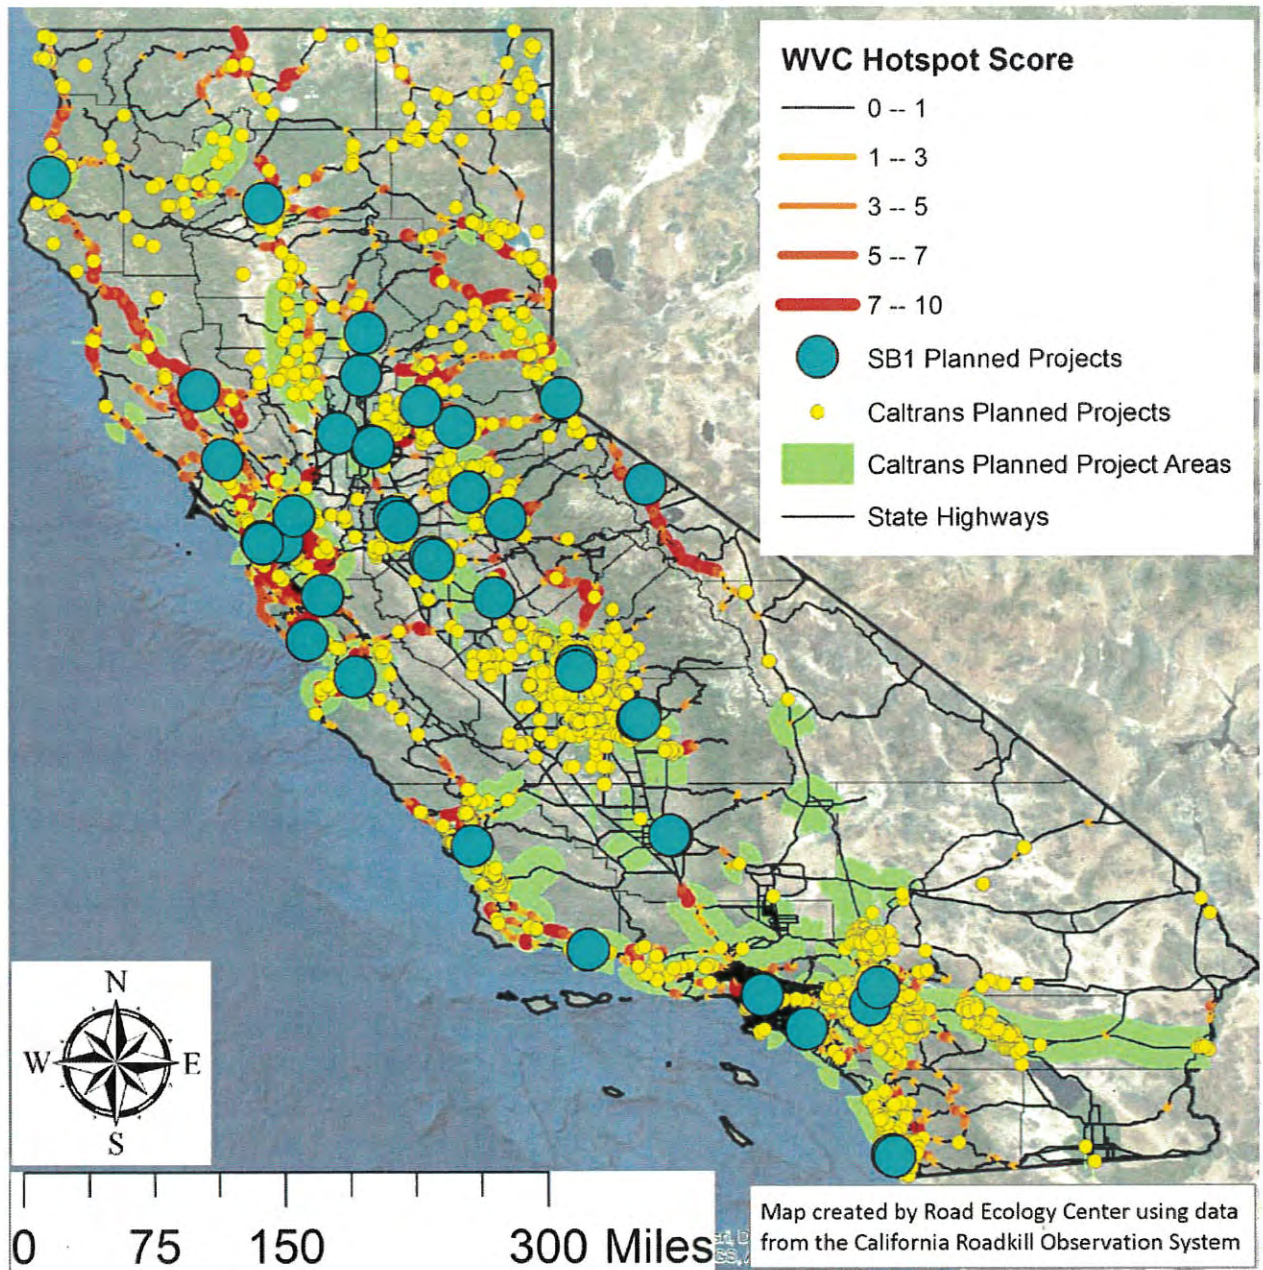 WVC Hotspot Score
0 -- 1
1 -- 3
3 -- 5
5 -- 7
7 -- 10
SB1 Planned Projects
Caltrans Planned Projects
Caltrans Planned Project Areas
State Highways
N
W E
S
0 75 150 300 Miles
Map created by Road Ecology Center using data
from the California Roadkill Observation System